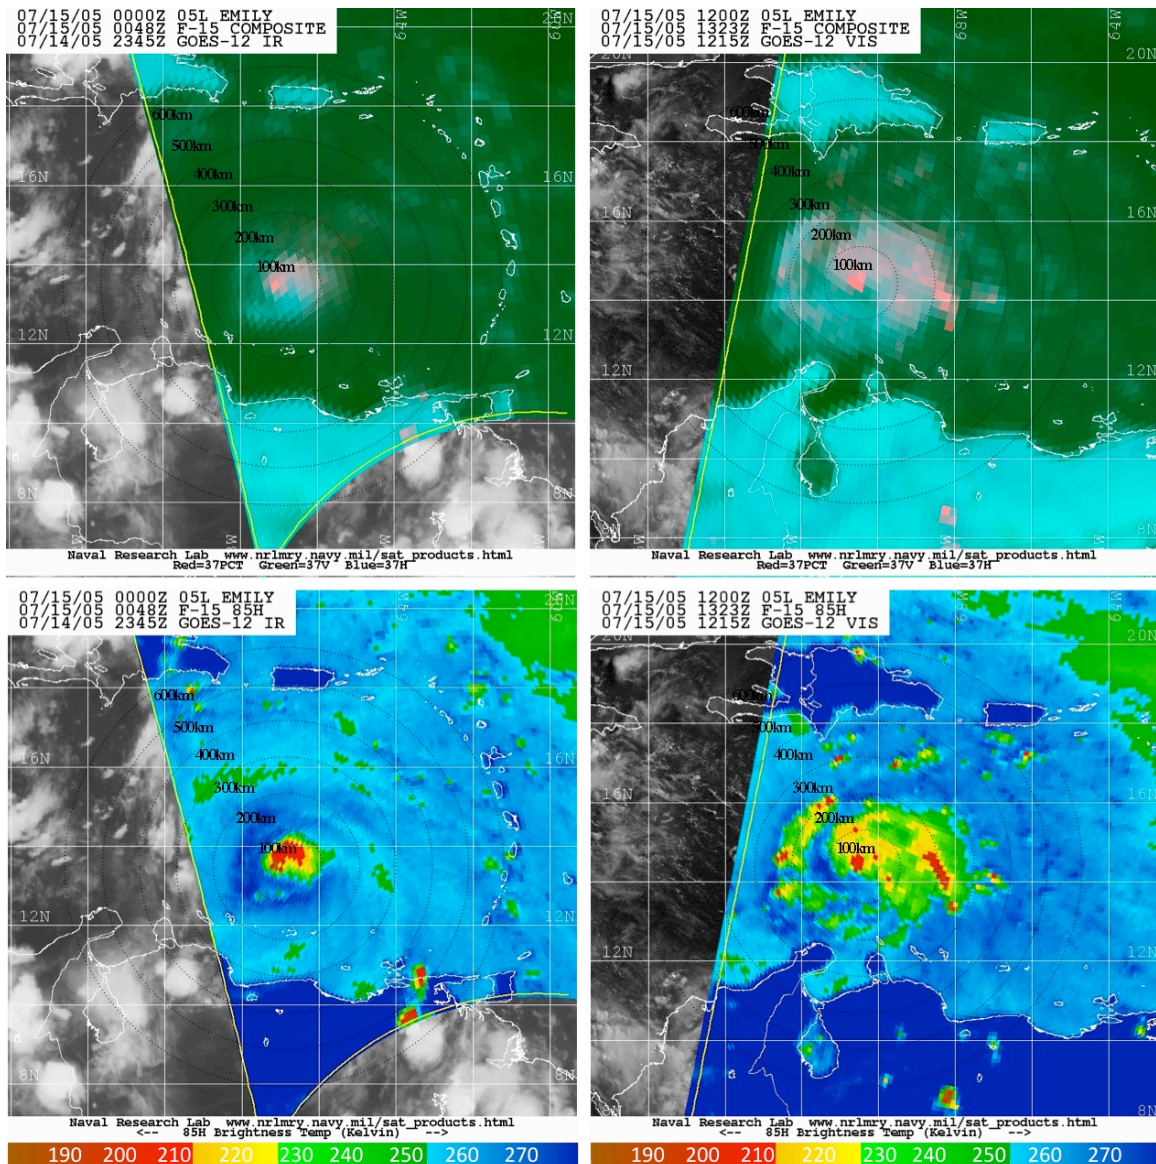 07/15/05 0000Z 05L EMILY
07/15/05 0048Z F-15 COMPOSITE
07/14/05 2345Z GOES-12 IR
20N
64W
600km
500km
400km
300km
200km
100km
16N
16N
12N
12N
8N
8N
Naval Research Lab www.nrlmry.navy.mil/sat_products.html
Red=37PCT Green=37V Blue=37H
07/15/05 1200Z 05L EMILY
07/15/05 1323Z F-15 COMPOSITE
07/15/05 1215Z GOES-12 VIS
68W
20N
20N
600km
500km
400km
300km
200km
100km
16N
16N
12N
12N
8N
Naval Research Lab www.nrlmry.navy.mil/sat_products.html
Red=37PCT Green=37V Blue=37H
07/15/05 0000Z 05L EMILY
07/15/05 0048Z F-15 85H
07/14/05 2345Z GOES-12 IR
20N
64W
600km
500km
400km
300km
200km
100km
16N
16N
12N
12N
8N
8N
Naval Research Lab www.nrlmry.navy.mil/sat_products.html
<-- 85H Brightness Temp (Kelvin) -->
190 200 210 220 230 240 250 260 270
07/15/05 1200Z 05L EMILY
07/15/05 1323Z F-15 85H
07/15/05 1215Z GOES-12 VIS
68W
20N
20N
600km
500km
400km
300km
200km
100km
16N
16N
12N
12N
8N
8N
Naval Research Lab www.nrlmry.navy.mil/sat_products.html
<-- 85H Brightness Temp (Kelvin) -->
190 200 210 220 230 240 250 260 270